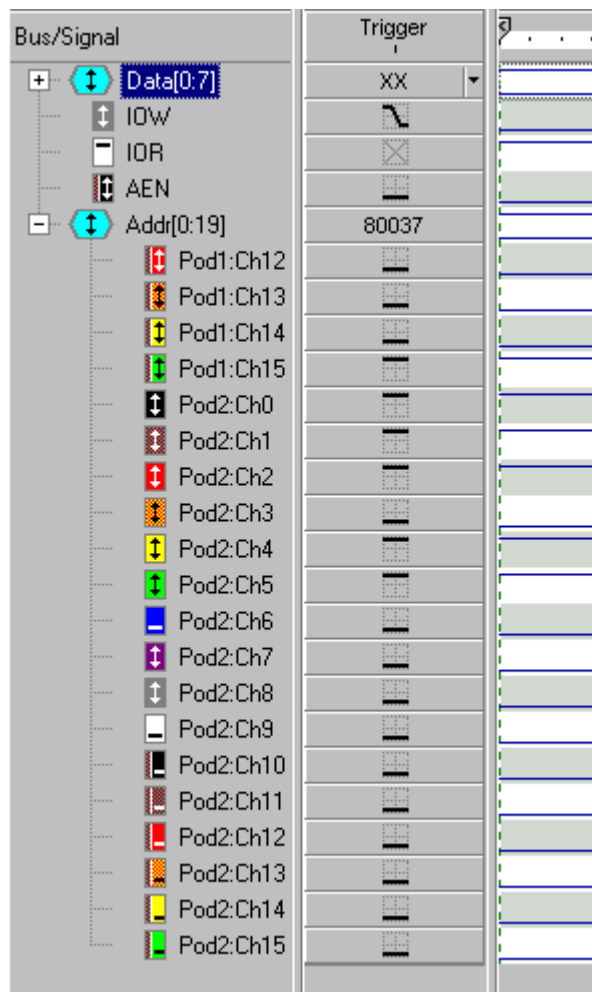 Bus/Signal Trigger
Data[0:7] XX
IOW
IOR
AEN
Addr[0:19] 80037
Pod1:Ch12
Pod1:Ch13
Pod1:Ch14
Pod1:Ch15
Pod2:Ch0
Pod2:Ch1
Pod2:Ch2
Pod2:Ch3
Pod2:Ch4
Pod2:Ch5
Pod2:Ch6
Pod2:Ch7
Pod2:Ch8
Pod2:Ch9
Pod2:Ch10
Pod2:Ch11
Pod2:Ch12
Pod2:Ch13
Pod2:Ch14
Pod2:Ch15